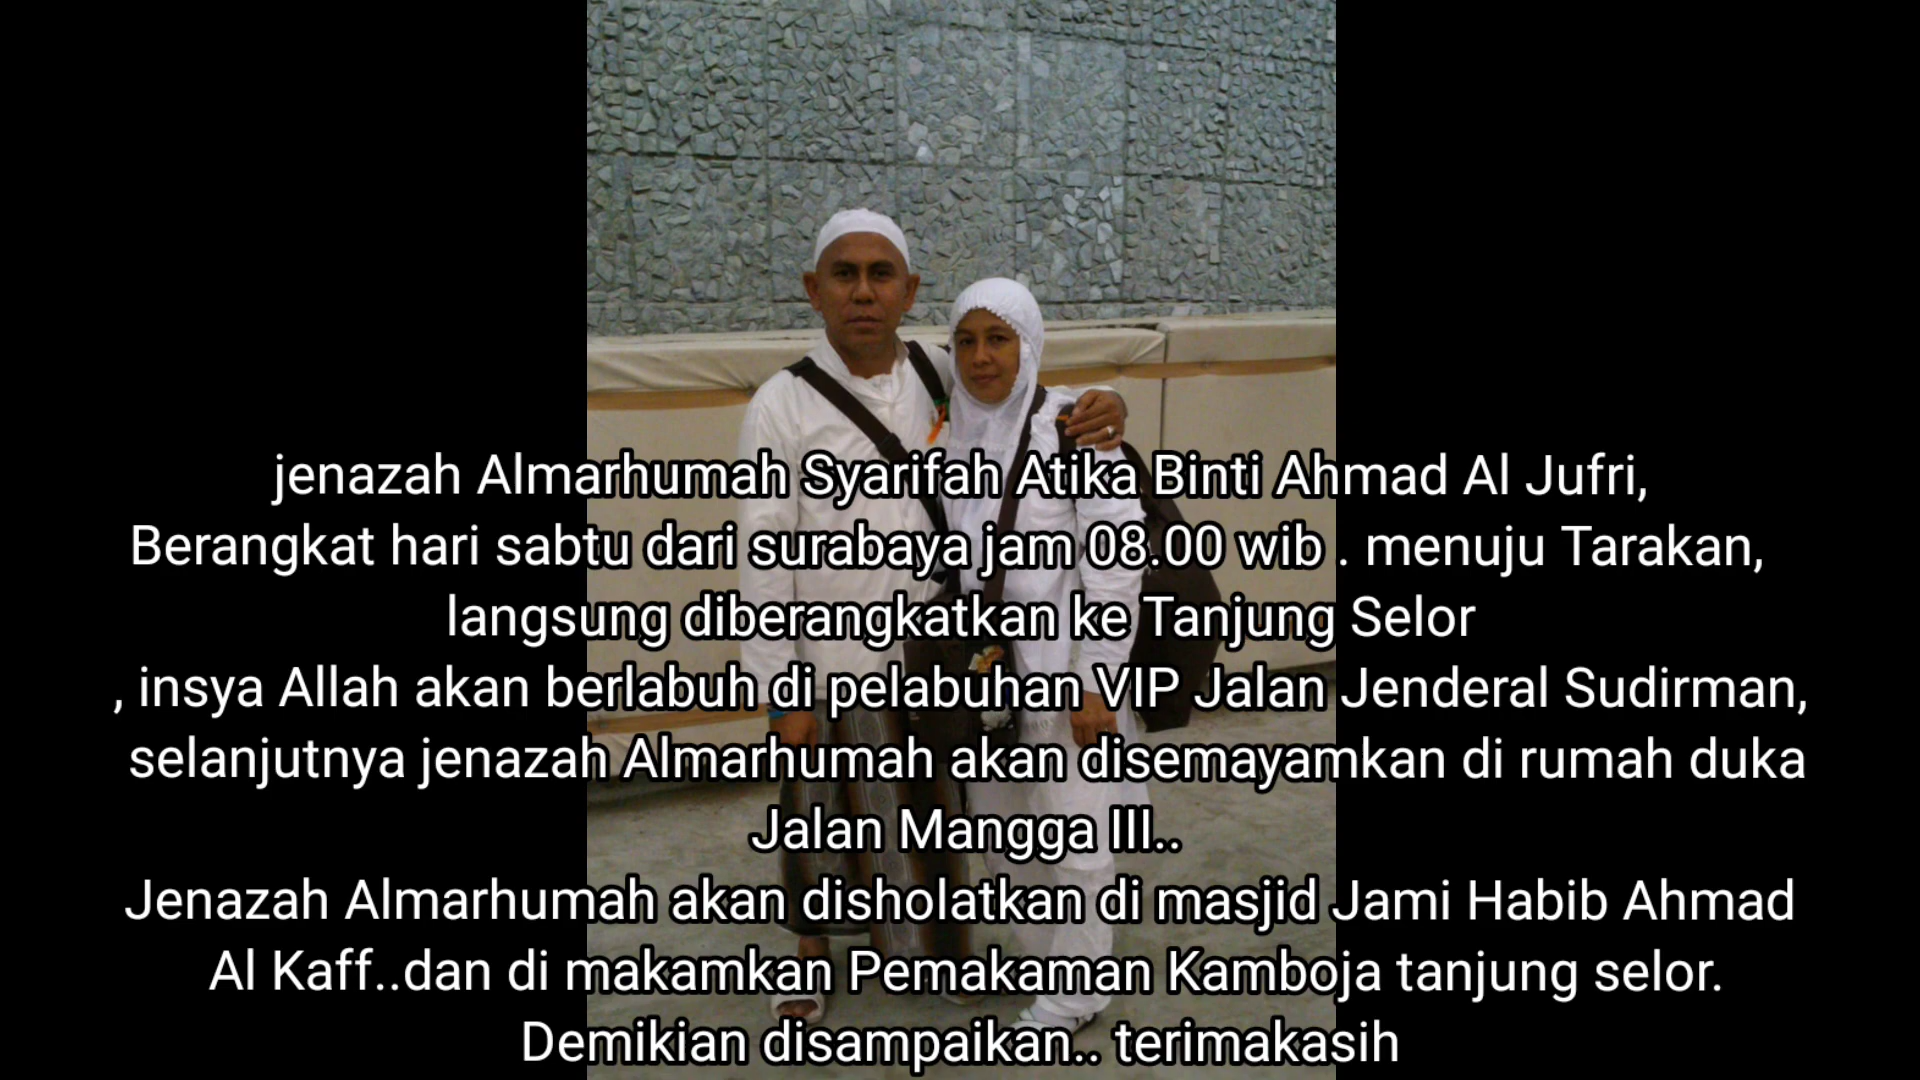 jenazah Almarhumah Syarifah Atika Binti Ahmad Al Jufri,
Berangkat hari sabtu dari surabaya jam 08.00 wib . menuju Tarakan,
langsung diberangkatkan ke Tanjung Selor
, insya Allah akan berlabuh di pelabuhan VIP Jalan Jenderal Sudirman,
selanjutnya jenazah Almarhumah akan disemayamkan di rumah duka
Jalan Mangga III..
Jenazah Almarhumah akan disholatkan di masjid Jami Habib Ahmad
Al Kaff..dan di makamkan Pemakaman Kamboja tanjung selor.
Demikian disampaikan.. terimakasih